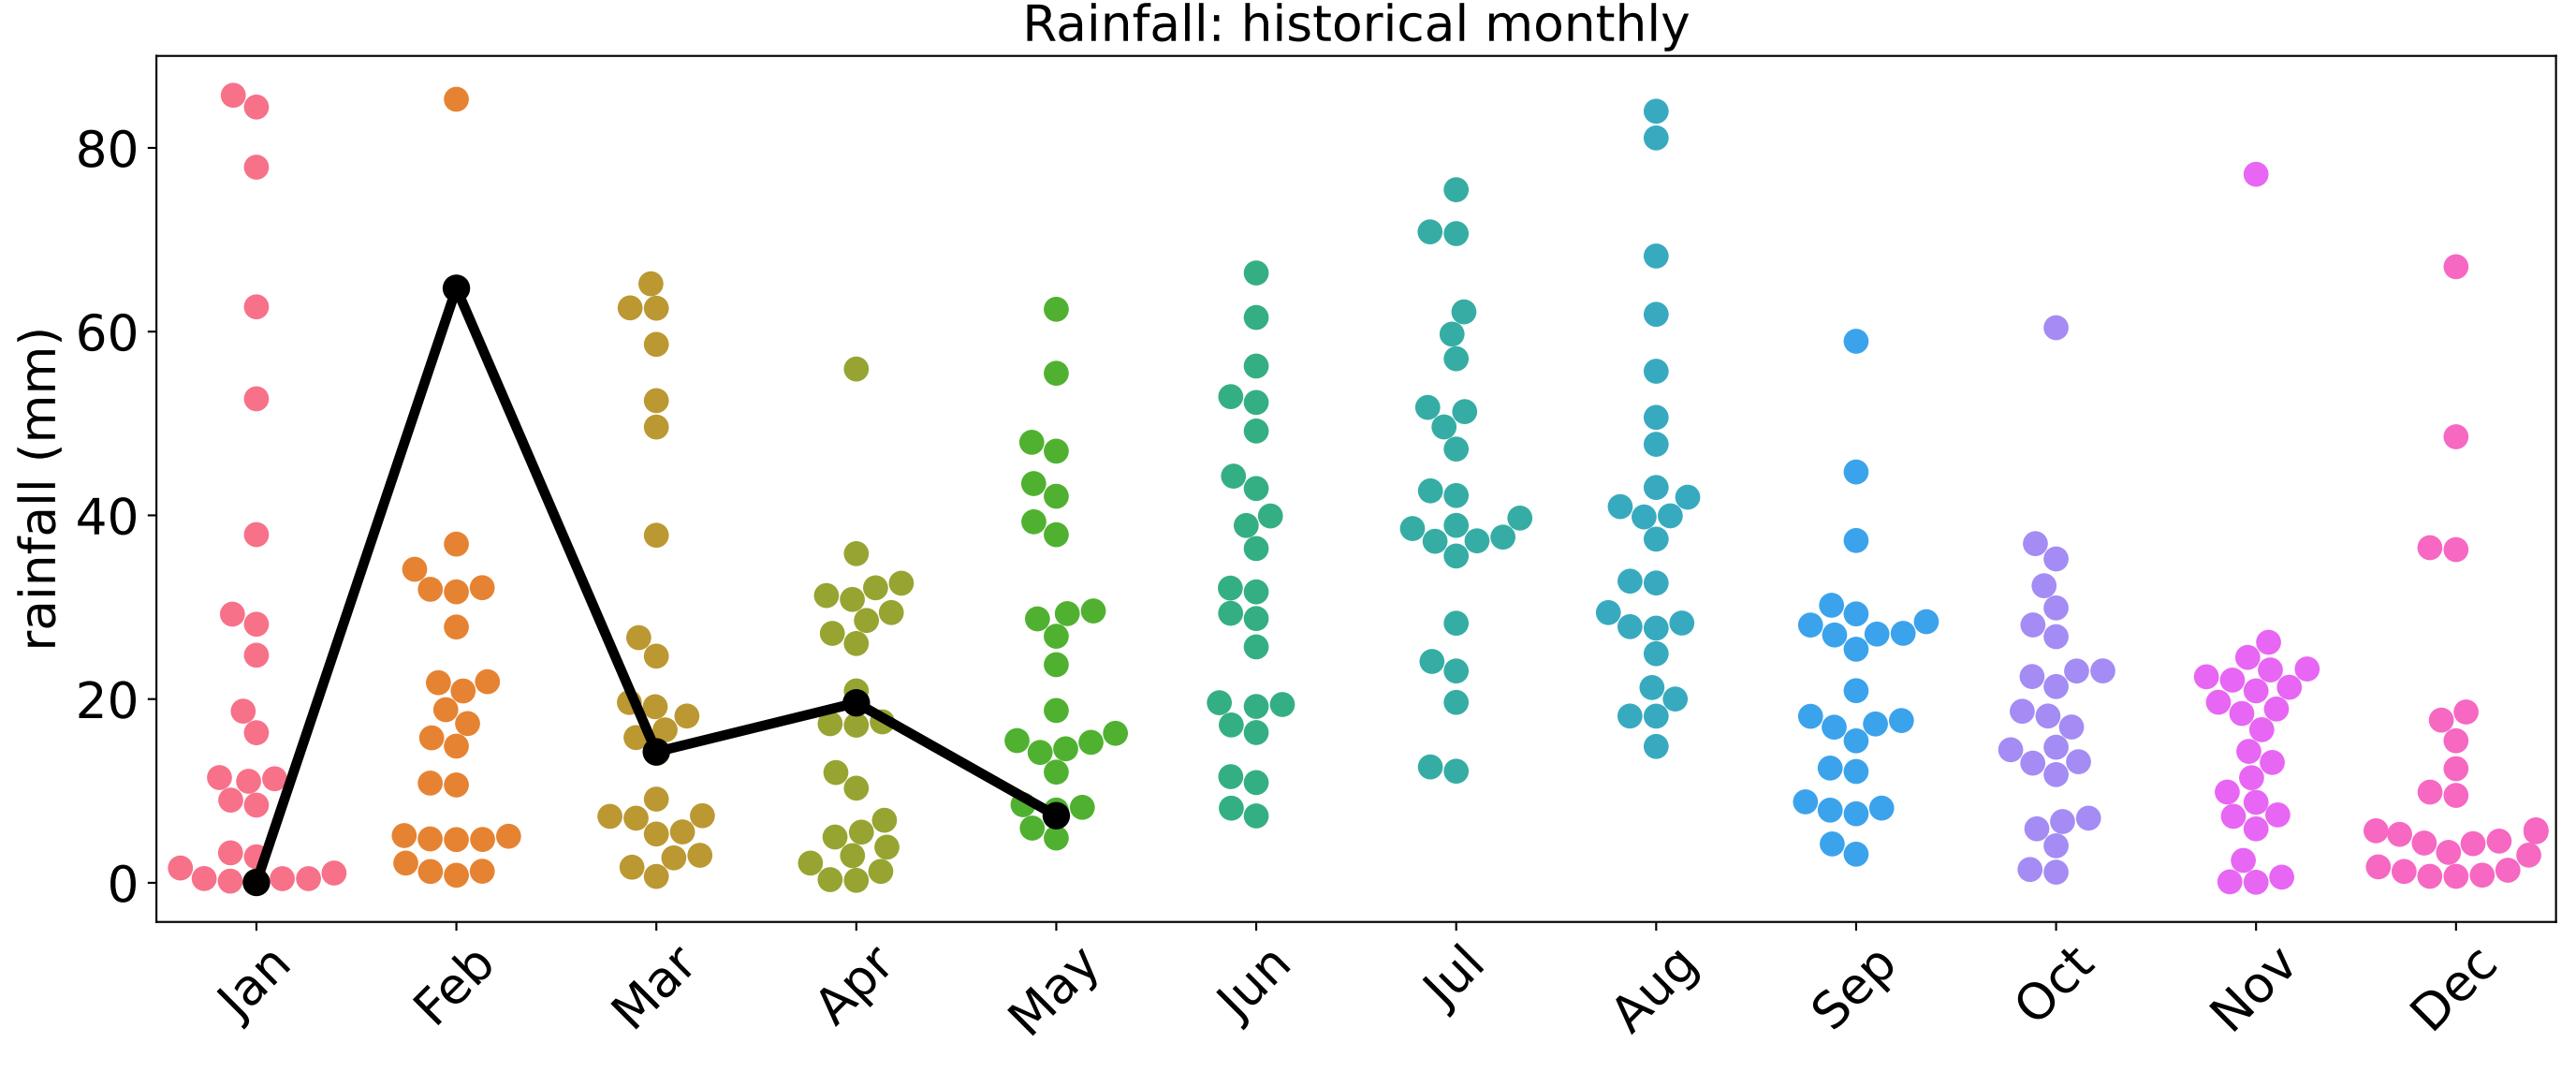 Rainfall: historical monthly
rainfall (mm)
80
60
40
20
0
Jan
Feb
Mar
Apr
May
Jun
Jul
Aug
Sep
Oct
Nov
Dec